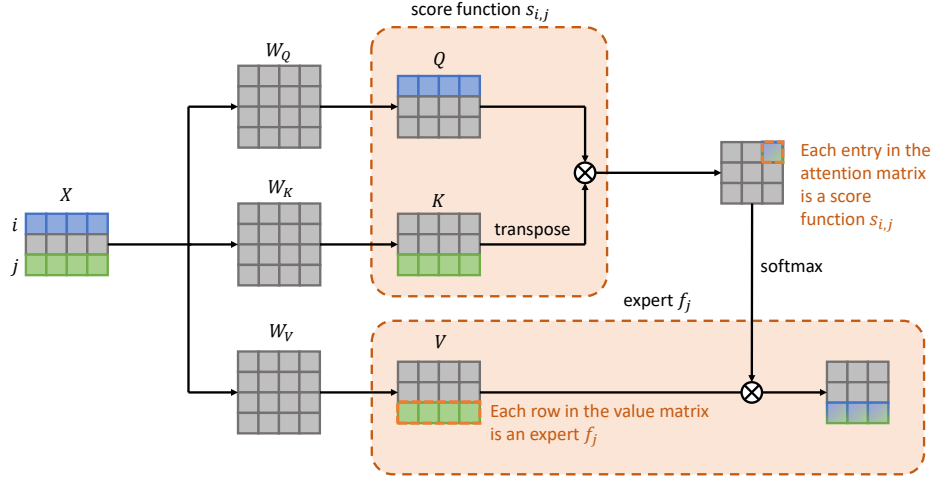 score function s_{i,j}
W_Q
Q
X
i
j
W_K
K
transpose
Each entry in the
attention matrix
is a score
function s_{i,j}
softmax
expert f_j
W_V
V
Each row in the value matrix
is an expert f_j